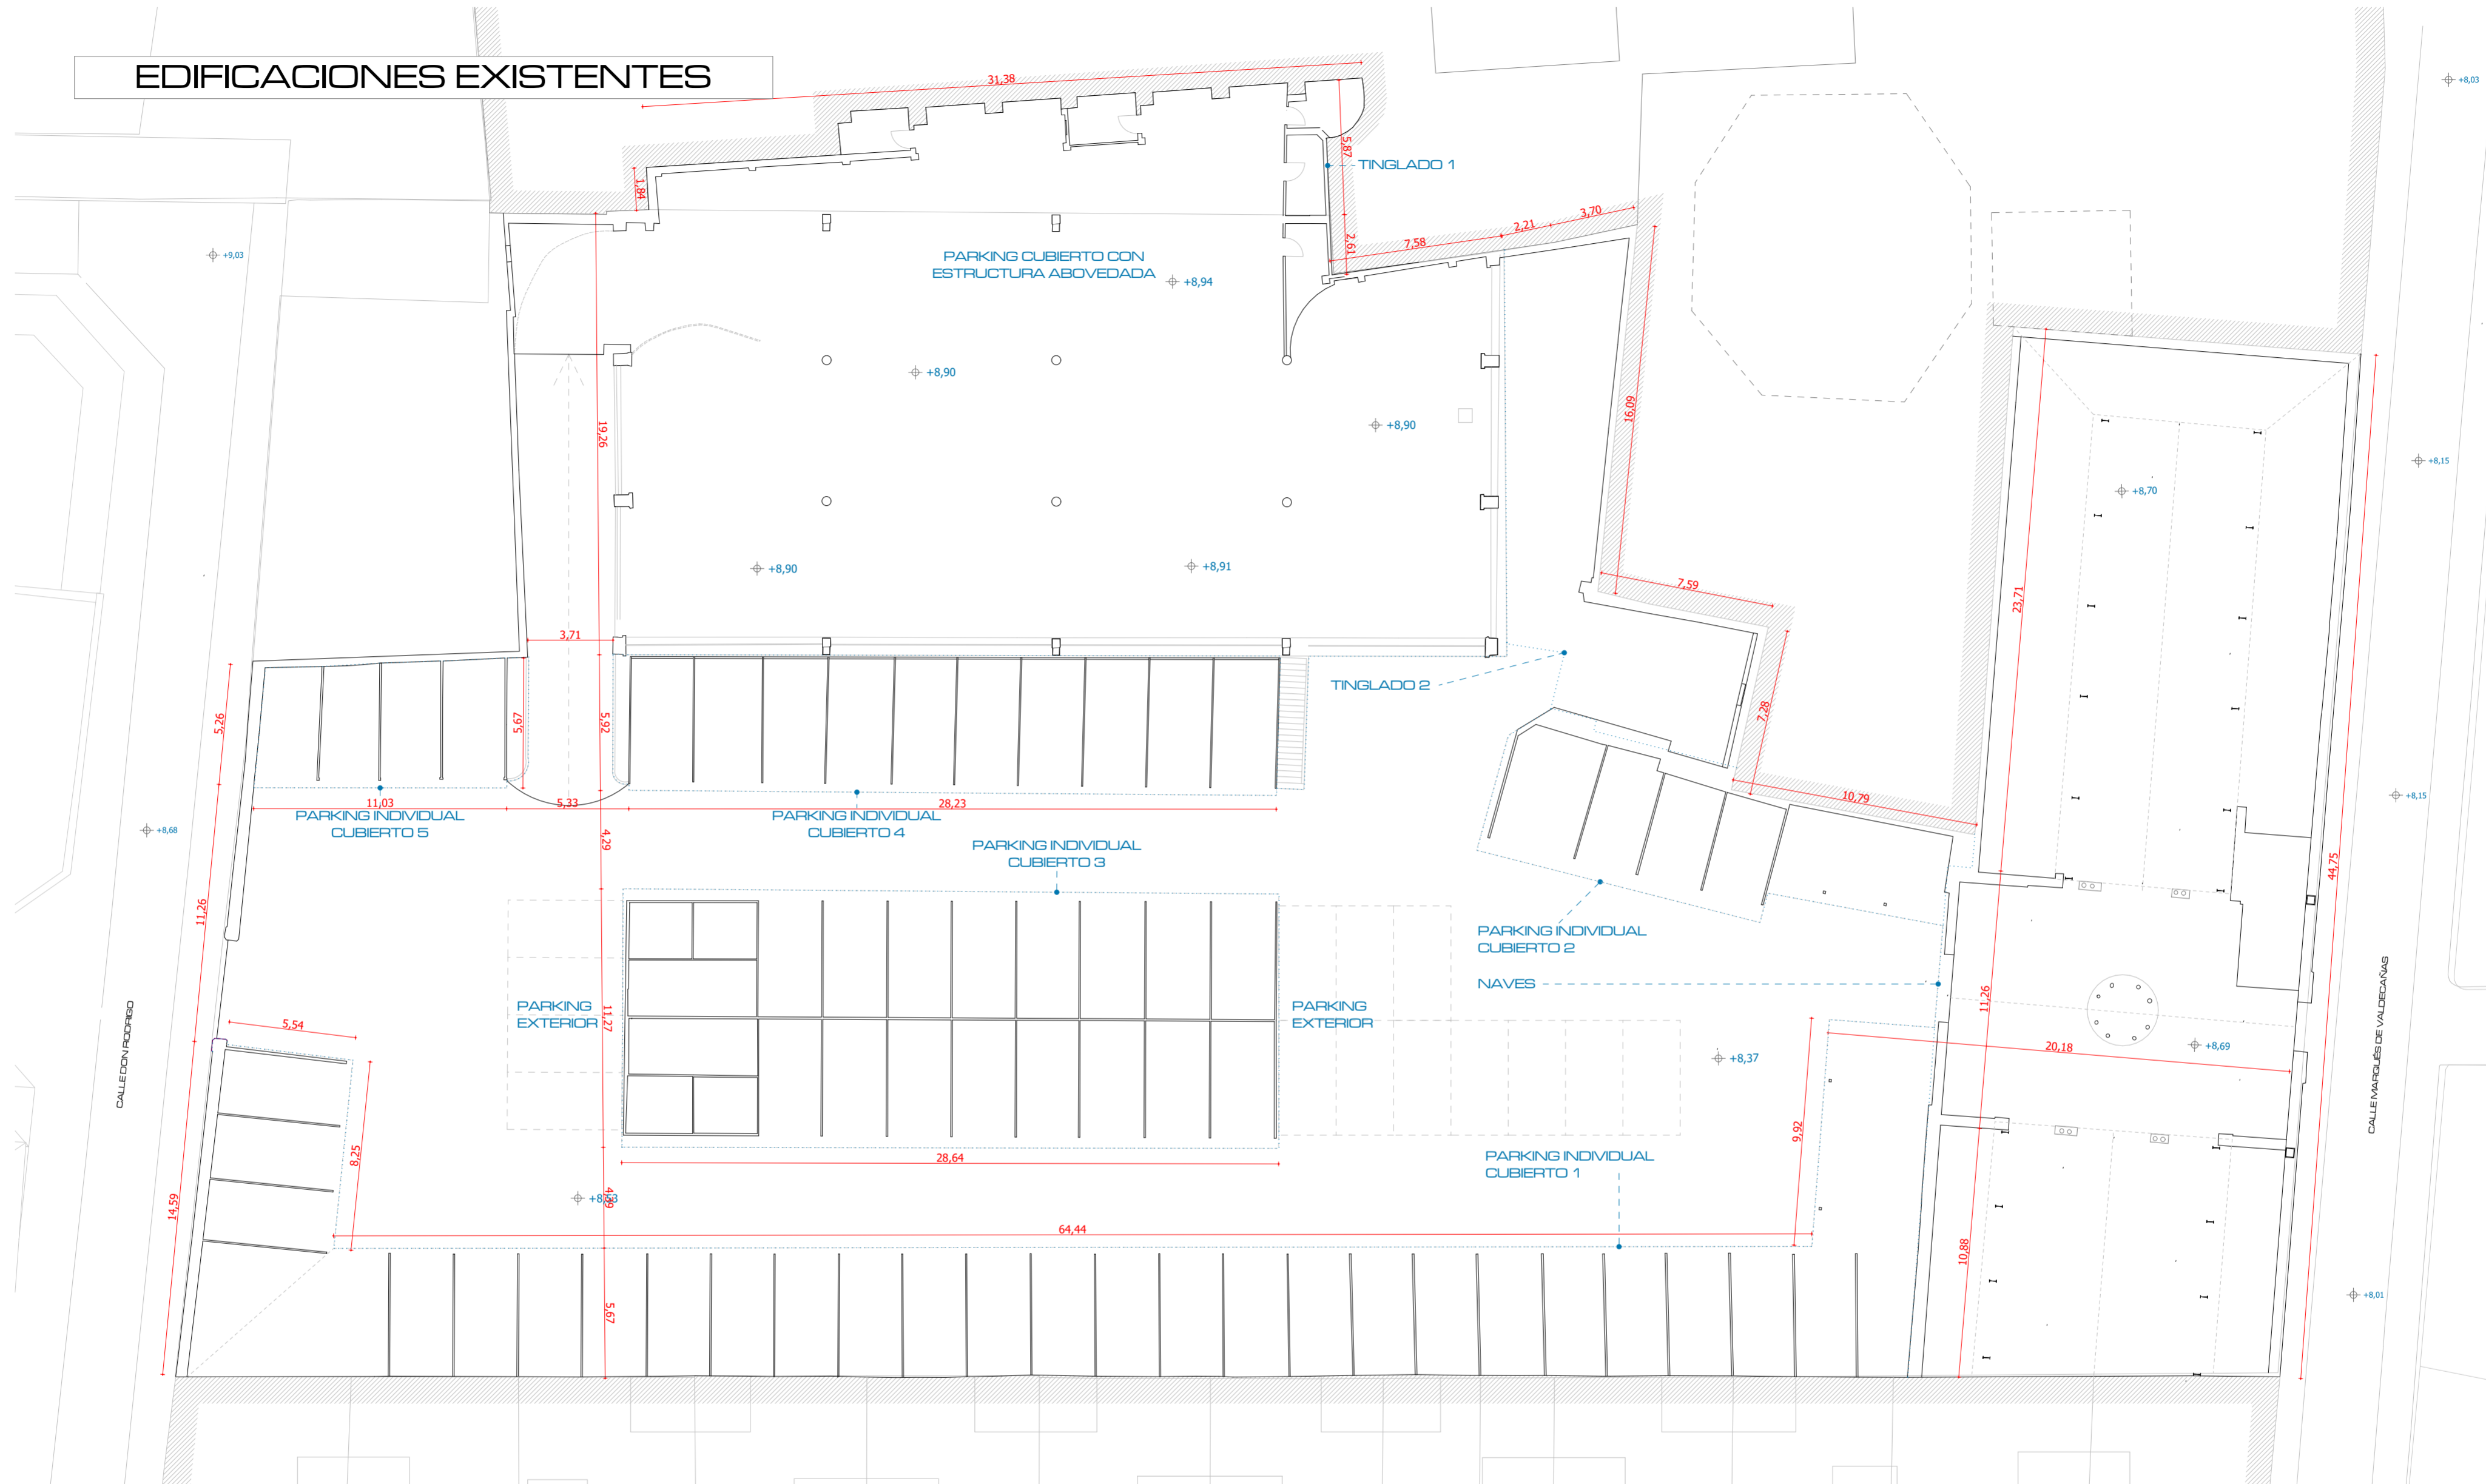 EDIFICACIONES EXISTENTES
31,38
+8,03
5,87
TINGLADO 1
1,84
3,70
2,21
7,58
2,61
+9,03
PARKING CUBIERTO CON
ESTRUCTURA ABOVEDADA
+8,94
+8,90
16,09
19,26
+8,90
+8,15
+8,70
+8,90
+8,91
7,59
23,71
3,71
TINGLADO 2
5,26
5,67
5,92
7,28
11,03
5,33
28,23
10,79
+8,15
PARKING INDIVIDUAL
CUBIERTO 5
PARKING INDIVIDUAL
CUBIERTO 4
+8,68
4,29
PARKING INDIVIDUAL
CUBIERTO 3
44,75
11,26
PARKING INDIVIDUAL
CUBIERTO 2
NAVES
11,26
PARKING
EXTERIOR
11,27
PARKING
EXTERIOR
5,54
CALLE DON RODRIGO
CALLE MARQUÉS DE VALDECAÑAS
20,18
+8,69
+8,37
9,92
8,25
28,64
PARKING INDIVIDUAL
CUBIERTO 1
14,59
64,44
10,88
+8,01
5,67